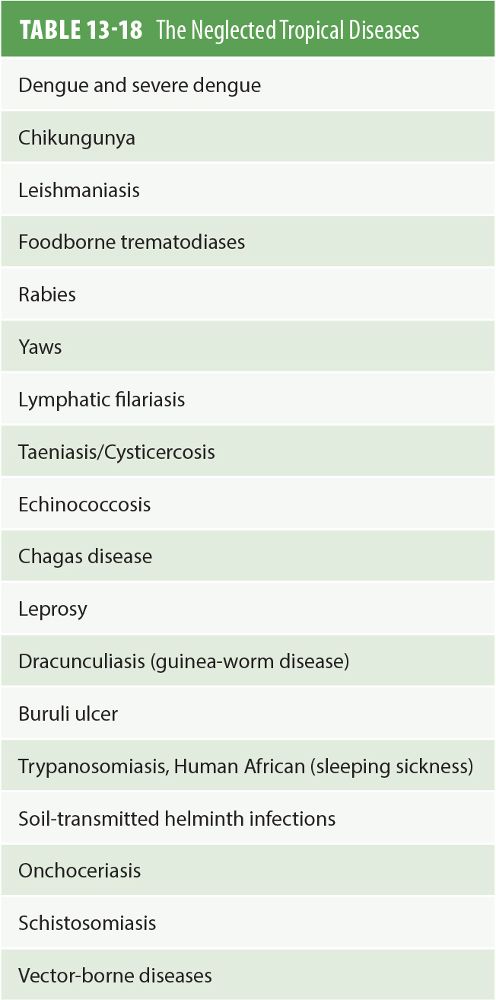 TABLE 13-18 The Neglected Tropical Diseases
Dengue and severe dengue
Chikungunya
Leishmaniasis
Foodborne trematodiases
Rabies
Yaws
Lymphatic filariasis
Taeniasis/Cysticercosis
Echinococcosis
Chagas disease
Leprosy
Dracunculiasis (guinea-worm disease)
Buruli ulcer
Trypanosomiasis, Human African (sleeping sickness)
Soil-transmitted helminth infections
Onchoceriasis
Schistosomiasis
Vector-borne diseases